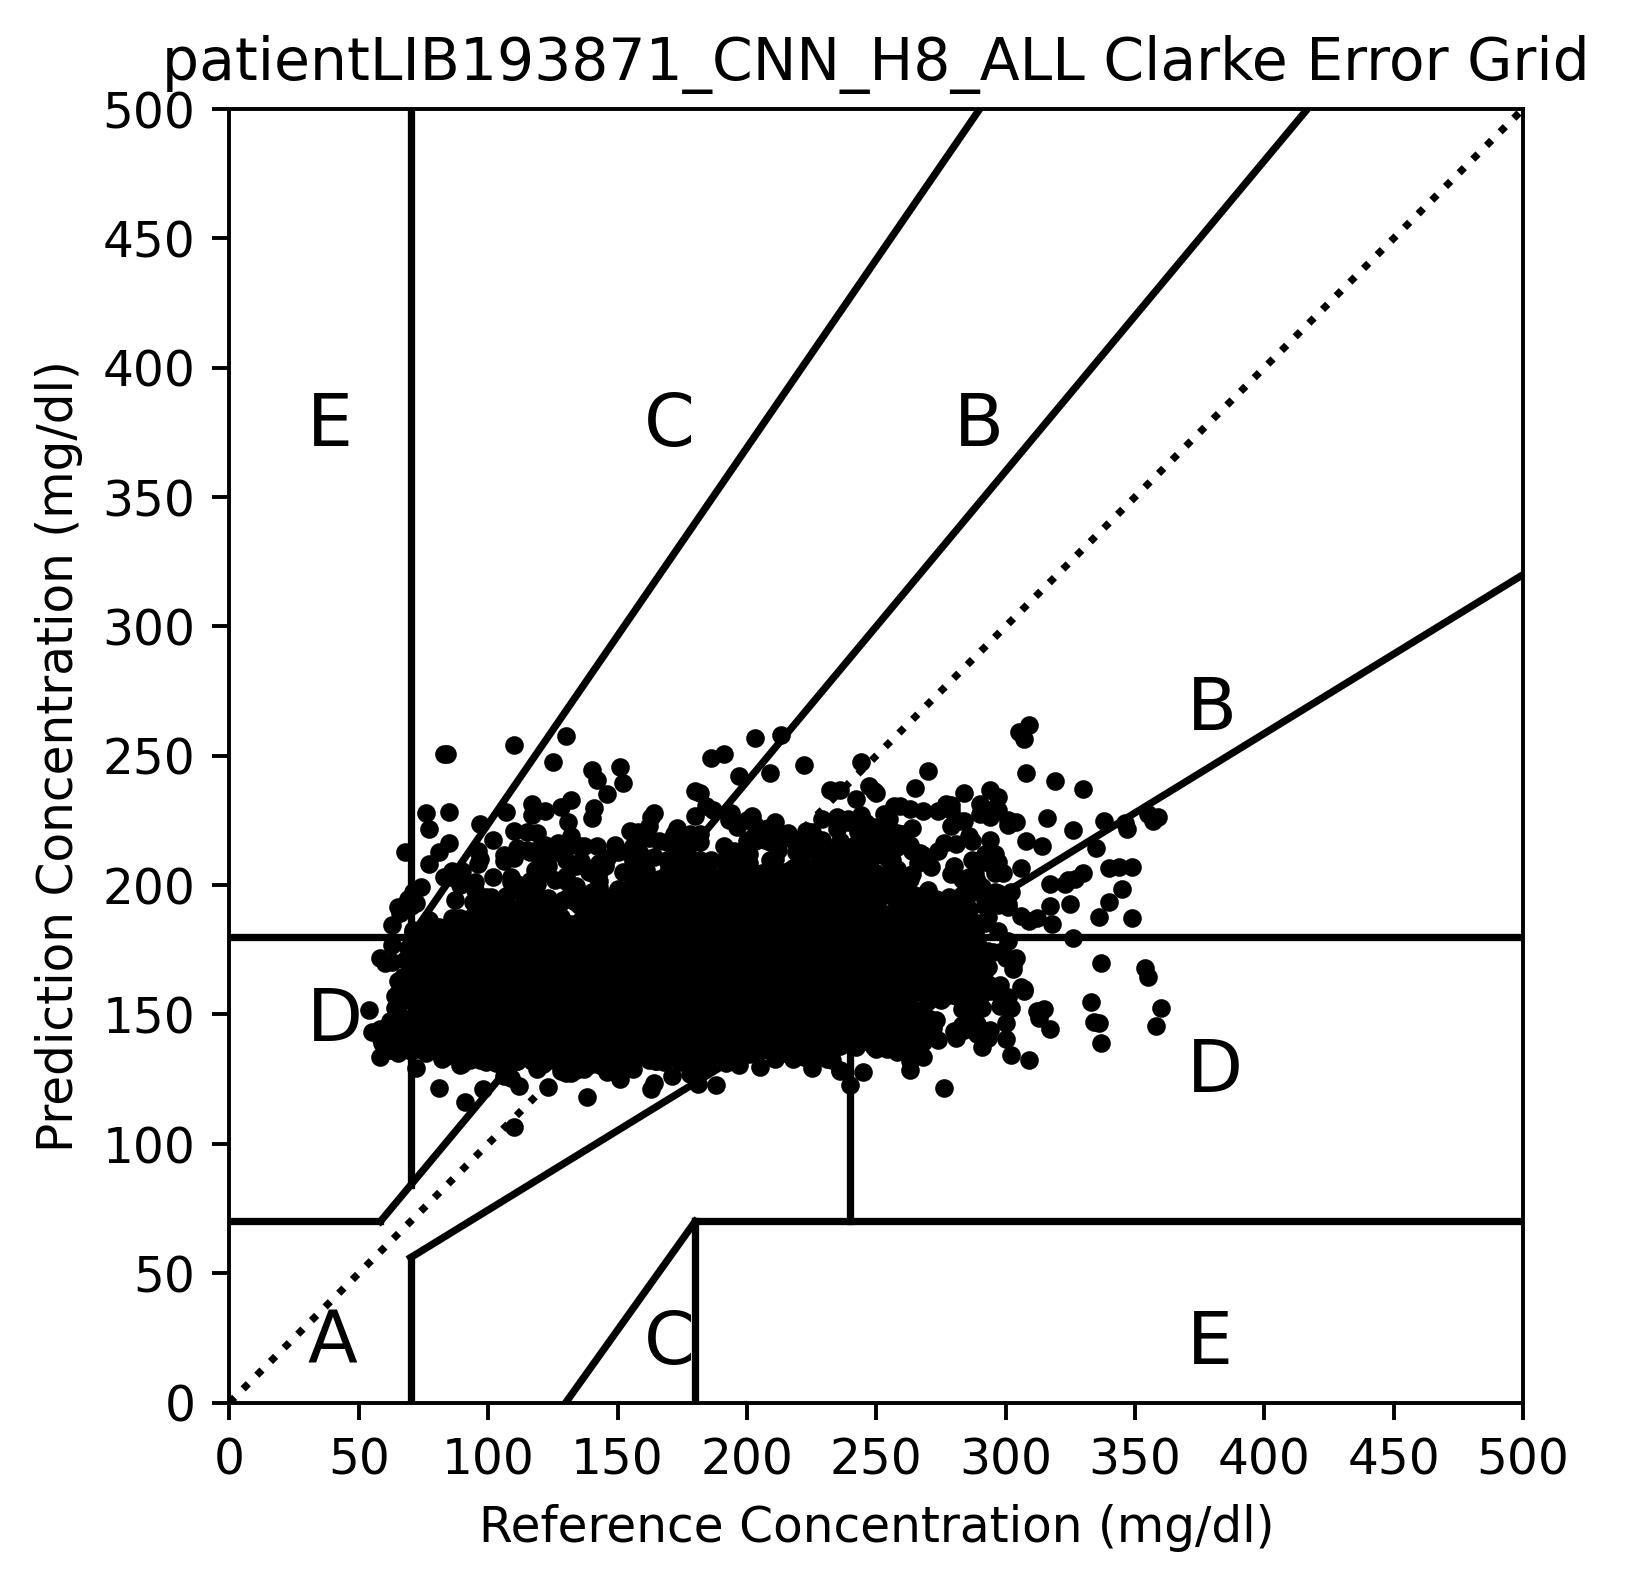 patientLIB193871_CNN_H8_ALL Clarke Error Grid
500
450
400
350
300
250
200
150
100
50
0
Prediction Concentration (mg/dl)
E
C
B
B
D
D
A
C
E
0 50 100 150 200 250 300 350 400 450 500
Reference Concentration (mg/dl)